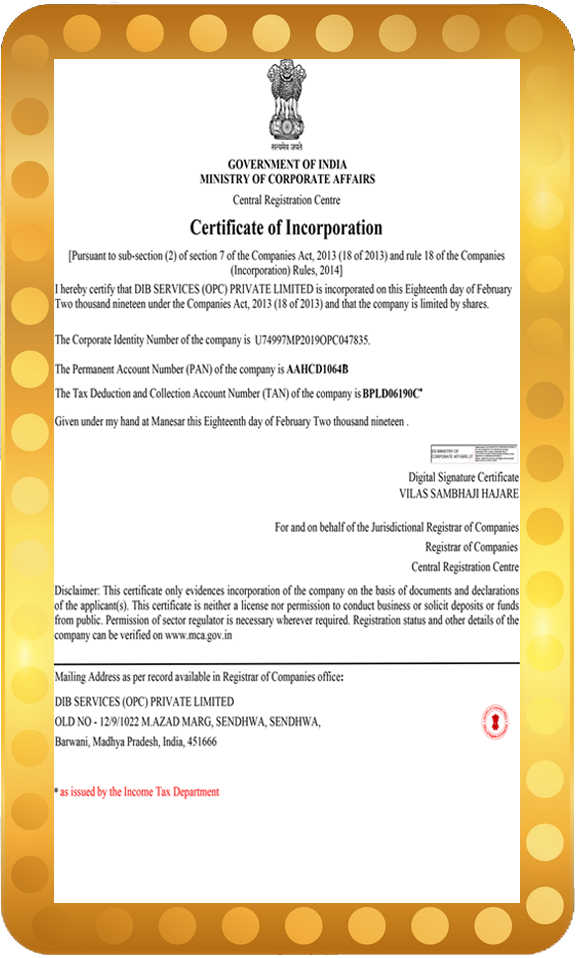 सत्यमेव जयते
GOVERNMENT OF INDIA
MINISTRY OF CORPORATE AFFAIRS
Central Registration Centre
Certificate of Incorporation
[Pursuant to sub-section (2) of section 7 of the Companies Act, 2013 (18 of 2013) and rule 18 of the Companies
(Incorporation) Rules, 2014]
I hereby certify that DIB SERVICES (OPC) PRIVATE LIMITED is incorporated on this Eighteenth day of February
Two thousand nineteen under the Companies Act, 2013 (18 of 2013) and that the company is limited by shares.
The Corporate Identity Number of the company is U74997MP2019OPC047835.
The Permanent Account Number (PAN) of the company is AAHCD1064B
The Tax Deduction and Collection Account Number (TAN) of the company is BPLD06190C*
Given under my hand at Manesar this Eighteenth day of February Two thousand nineteen .
DS MINISTRY OF
CORPORATE AFFAIRS 27
Digital Signature Certificate
VILAS SAMBHAJI HAJARE
For and on behalf of the Jurisdictional Registrar of Companies
Registrar of Companies
Central Registration Centre
Disclaimer: This certificate only evidences incorporation of the company on the basis of documents and declarations
of the applicant(s). This certificate is neither a license nor permission to conduct business or solicit deposits or funds
from public. Permission of sector regulator is necessary wherever required. Registration status and other details of the
company can be verified on www.mca.gov.in
Mailing Address as per record available in Registrar of Companies office:
DIB SERVICES (OPC) PRIVATE LIMITED
OLD NO - 12/9/1022 M.AZAD MARG, SENDHWA, SENDHWA,
Barwani, Madhya Pradesh, India, 451666
* as issued by the Income Tax Department